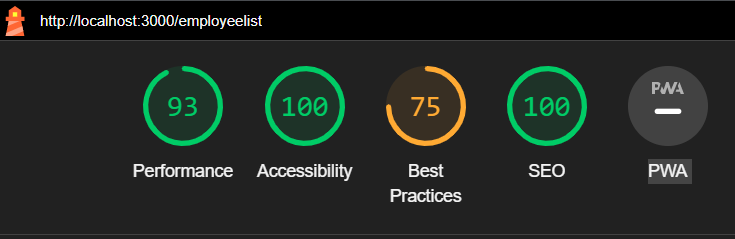 http://localhost:3000/employeelist
93 100 75 100 PWA
Performance Accessibility Best SEO PWA
Practices